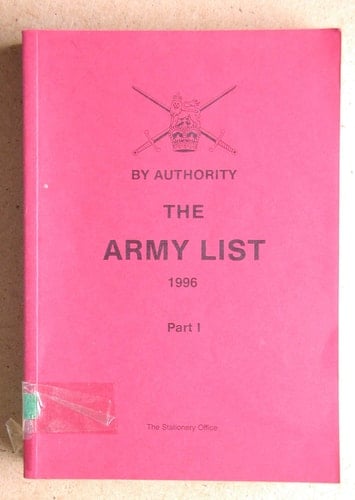 BY AUTHORITY
THE
ARMY LIST
1996
Part I
The Stationery Office